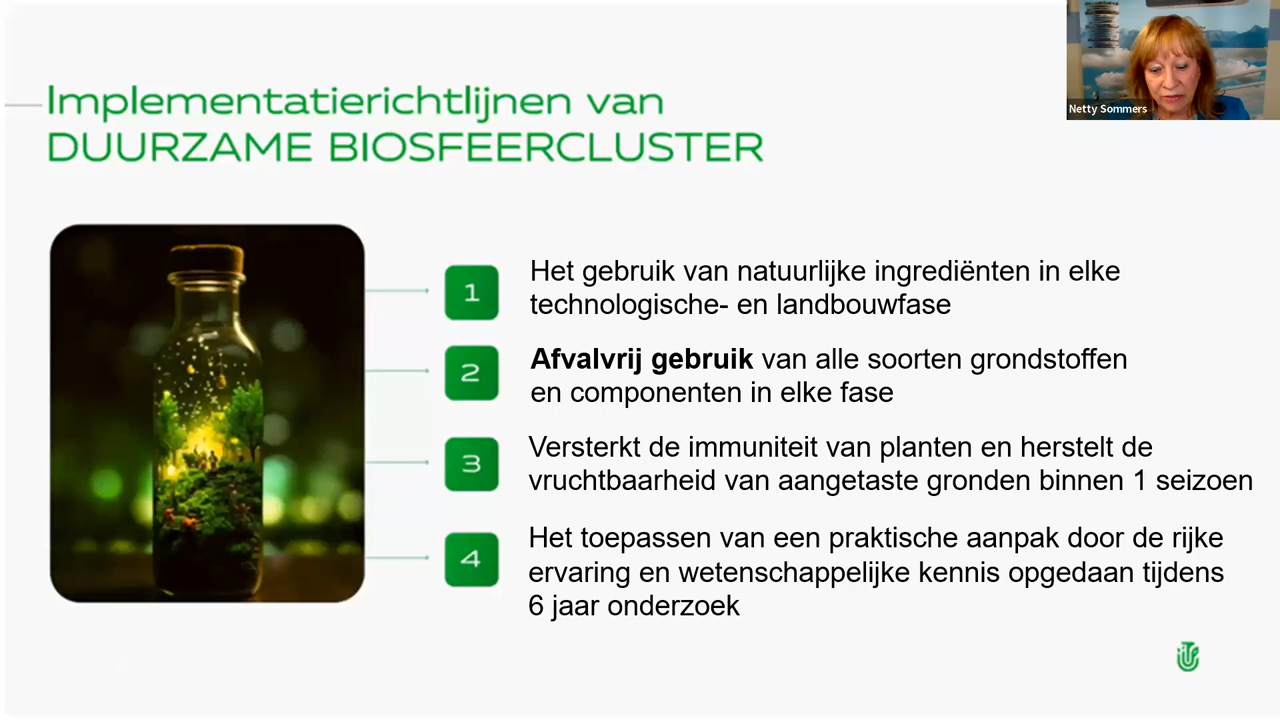 Netty Sommers
Implementatierichtlijnen van
DUURZAME BIOSFEERCLUSTER
1
Het gebruik van natuurlijke ingrediënten in elke
technologische- en landbouwfase
2
Afvalvrij gebruik van alle soorten grondstoffen
en componenten in elke fase
3
Versterkt de immuniteit van planten en herstelt de
vruchtbaarheid van aangetaste gronden binnen 1 seizoen
4
Het toepassen van een praktische aanpak door de rijke
ervaring en wetenschappelijke kennis opgedaan tijdens
6 jaar onderzoek